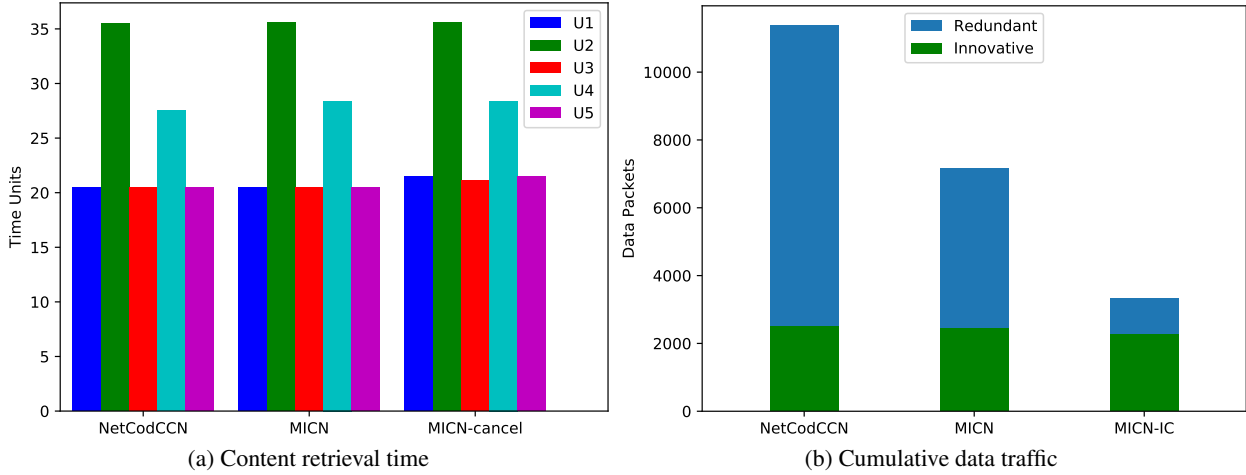 35
30
25
20
15
10
5
0
Time Units
U1
U2
U3
U4
U5
NetCodCCN
MICN
MICN-cancel
(a) Content retrieval time
10000
8000
6000
4000
2000
0
Data Packets
Redundant
Innovative
NetCodCCN
MICN
MICN-IC
(b) Cumulative data traffic